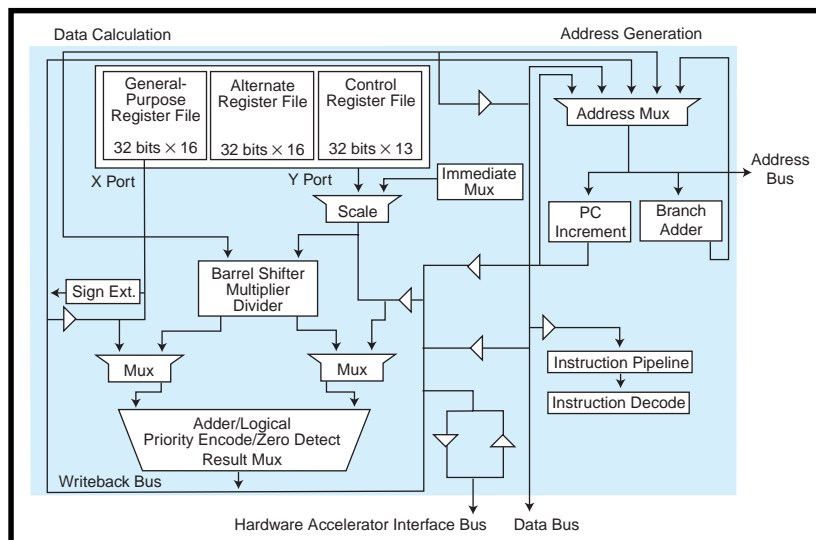 Data Calculation
Address Generation
General-
Purpose
Register File
32 bits × 16
Alternate
Register File
32 bits × 16
Control
Register File
32 bits × 13
Address Mux
Address
Bus
X Port
Y Port
Immediate
Mux
Scale
PC
Increment
Branch
Adder
Barrel Shifter
Multiplier
Divider
Sign Ext.
Mux
Mux
Instruction Pipeline
Instruction Decode
Adder/Logical
Priority Encode/Zero Detect
Result Mux
Writeback Bus
Hardware Accelerator Interface Bus
Data Bus